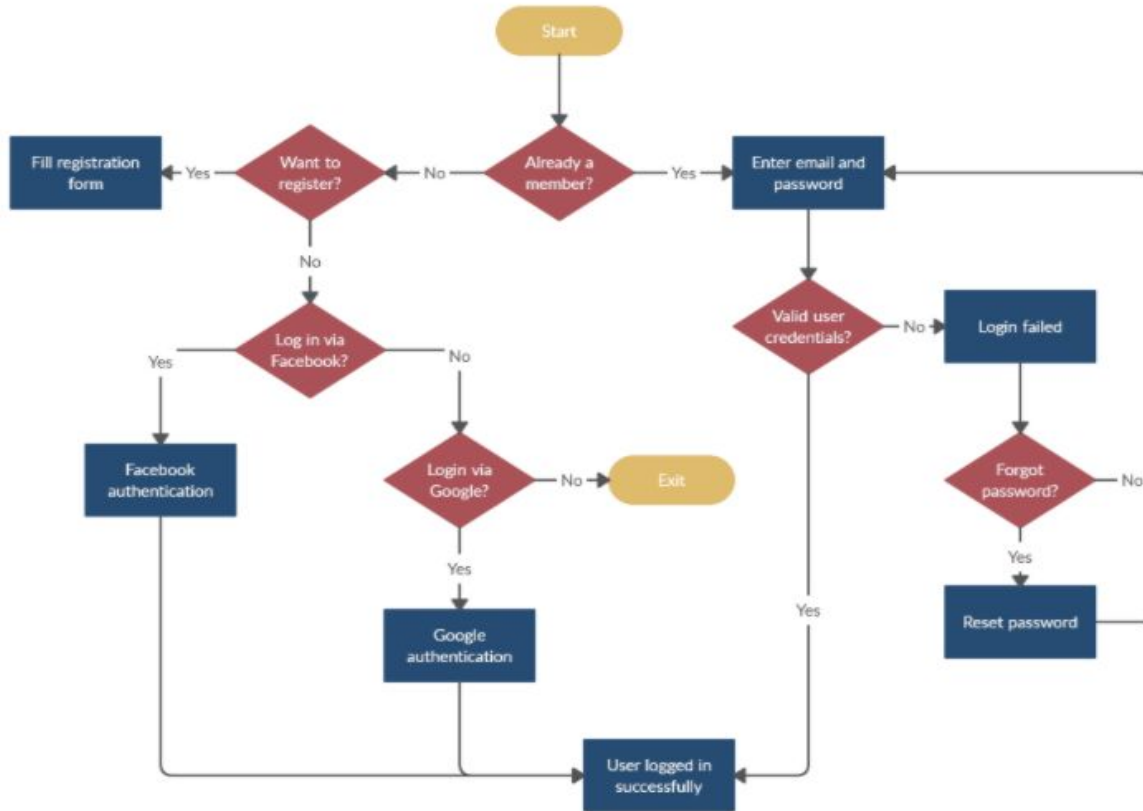 Start
Fill registration
form
Yes
Want to
register?
No
Already a
member?
Yes
Enter email and
password
No
Log in via
Facebook?
Valid user
credentials?
No
Login failed
Yes
No
Facebook
authentication
Login via
Google?
No
Exit
Forgot
password?
No
Yes
Yes
Google
authentication
Yes
Reset password
User logged in
successfully